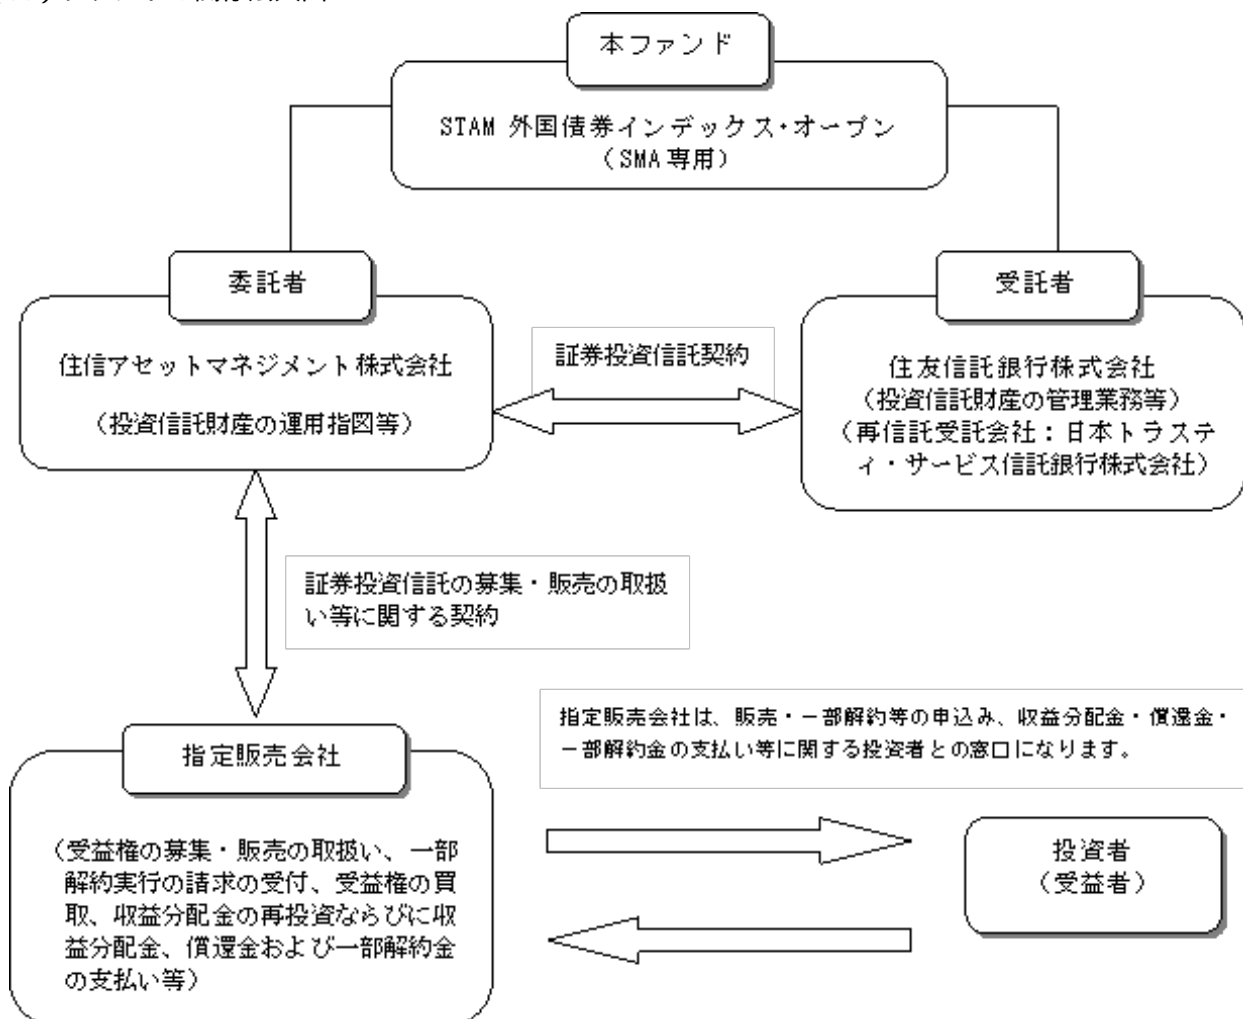 本ファンド
STAM 外国債券インデックス・オープン
（SMA専用）
委託者
受託者
住信アセットマネジメント株式会社
（投資信託財産の運用指図等）
証券投資信託契約
住友信託銀行株式会社
（投資信託財産の管理業務等）
（再信託受託会社：日本トラステ
ィ・サービス信託銀行株式会社）
証券投資信託の募集・販売の取扱
い等に関する契約
指定販売会社は、販売・一部解約等の申込み、収益分配金・償還金・
一部解約金の支払い等に関する投資者との窓口になります。
指定販売会社
（受益権の募集・販売の取扱い、一部
解約実行の請求の受付、受益権の買
取、収益分配金の再投資ならびに収
益分配金、償還金および一部解約金
の支払い等）
投資者
（受益者）